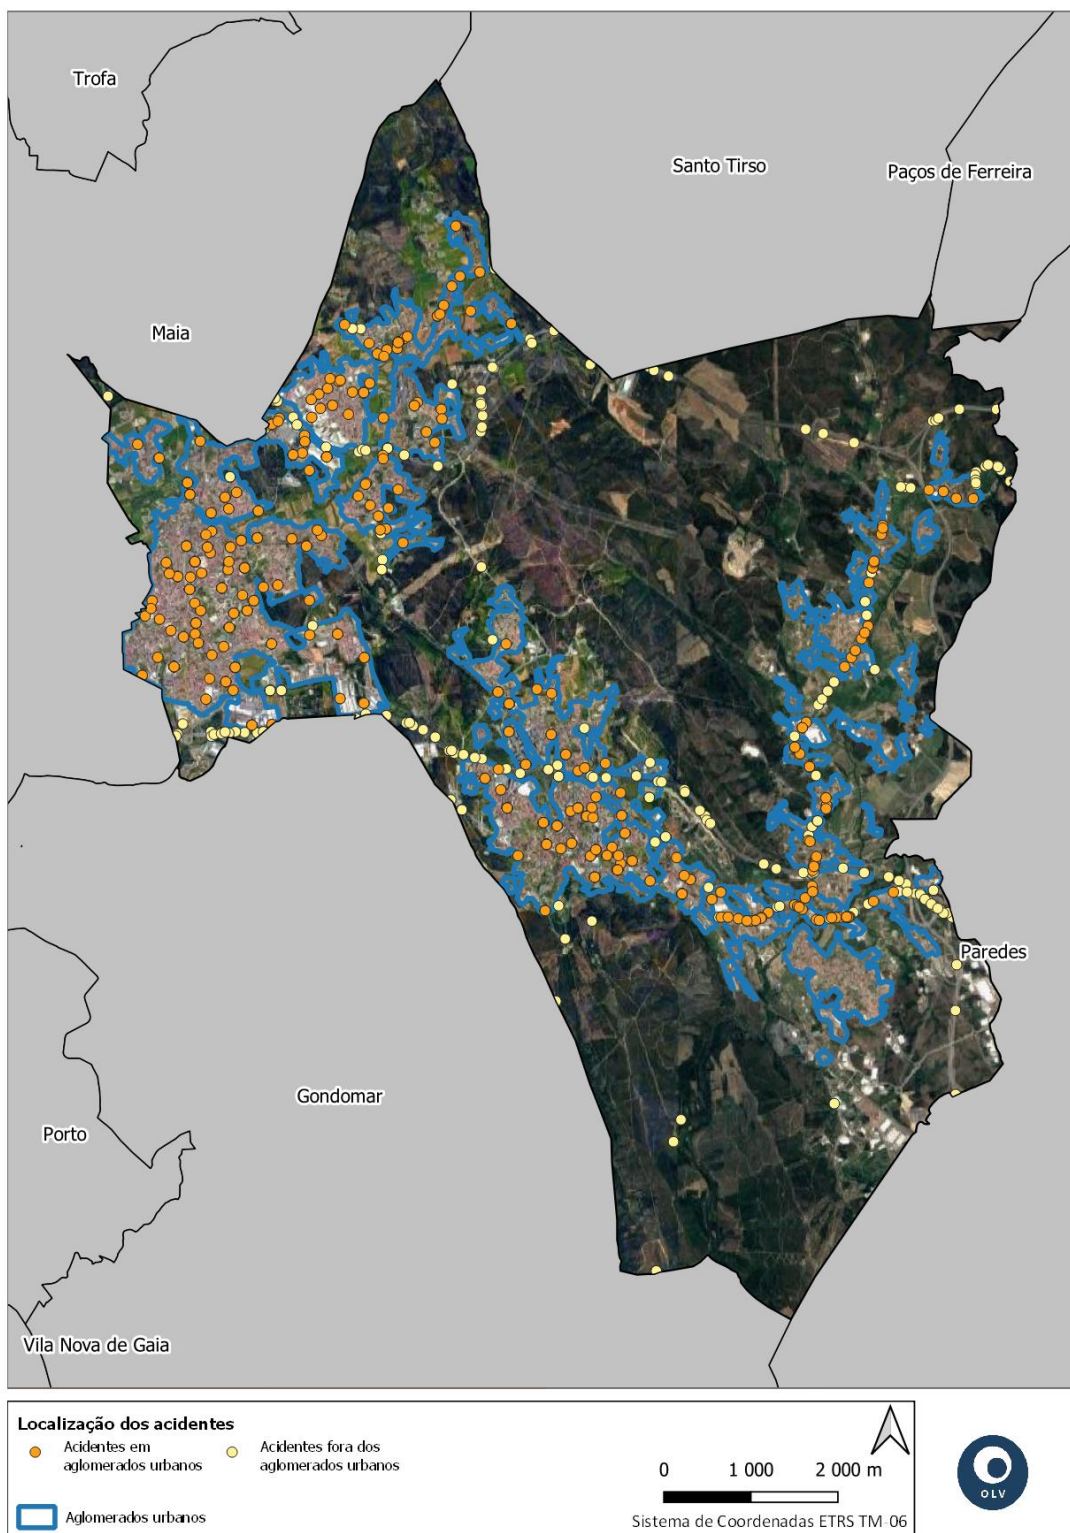 Trofa
Santo Tirso
Paços de Ferreira
Maia
Paredes
Gondomar
Porto
Vila Nova de Gaia
Localização dos acidentes
Acidentes em
aglomerados urbanos
Acidentes fora dos
aglomerados urbanos
Aglomerados urbanos
0 1 000 2 000 m
Sistema de Coordenadas ETRS TM-06
OLV